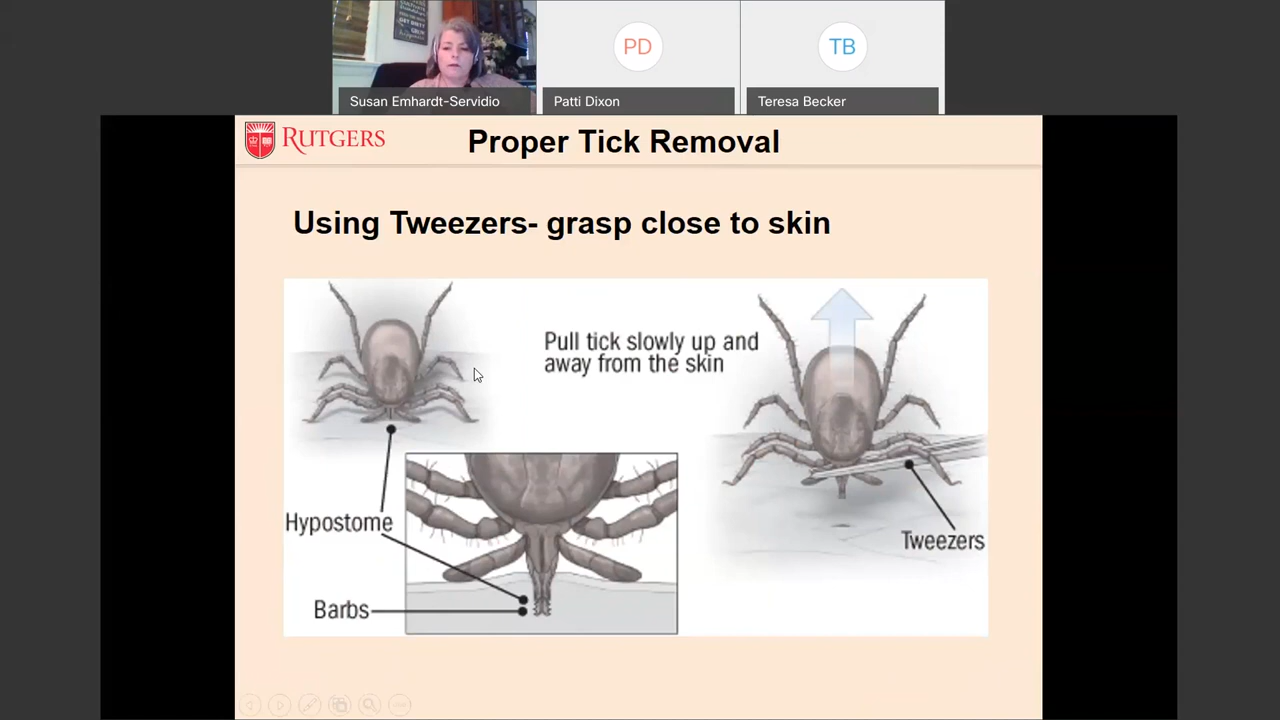 PD
TB
Susan Emhardt-Servidio
Patti Dixon
Teresa Becker
RUTGERS
Proper Tick Removal
Using Tweezers- grasp close to skin
Pull tick slowly up and
away from the skin
Hypostome
Barbs
Tweezers